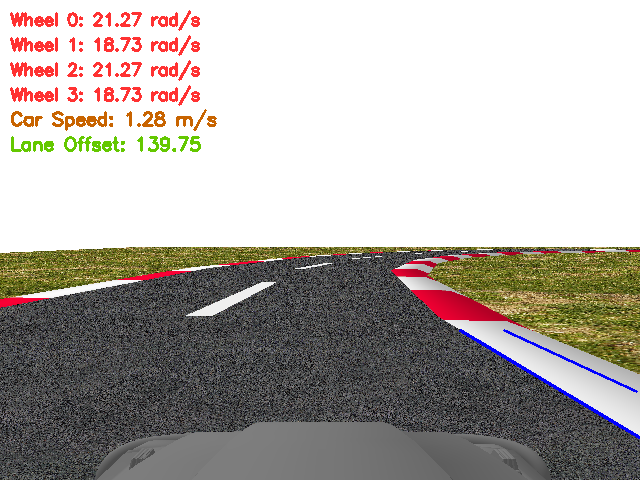 Wheel 0: 21.27 rad/s
Wheel 1: 18.73 rad/s
Wheel 2: 21.27 rad/s
Wheel 3: 18.73 rad/s
Car Speed: 1.28 m/s
Lane Offset: 139.75